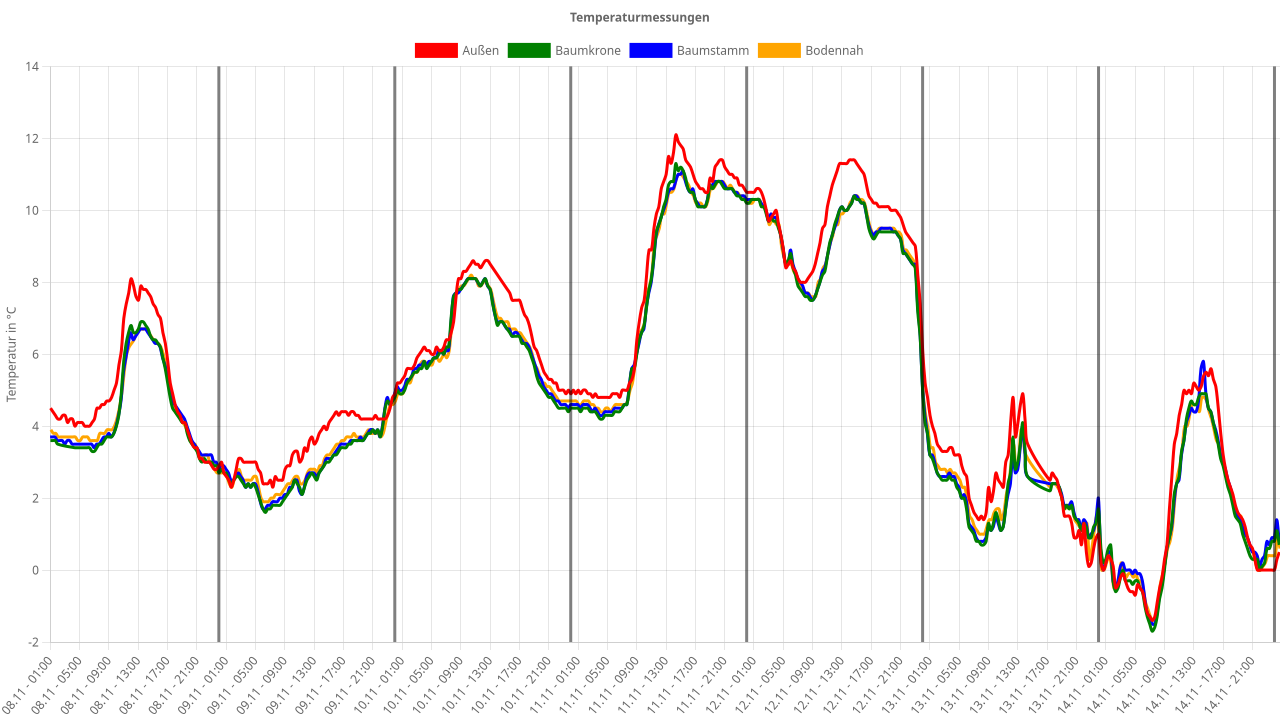 Temperaturmessungen
Außen Baumkrone Baumstamm Bodennah
Temperatur in °C
14
12
10
8
6
4
2
0
-2
08.11 - 01:00
08.11 - 05:00
08.11 - 09:00
08.11 - 13:00
08.11 - 17:00
08.11 - 21:00
09.11 - 01:00
09.11 - 05:00
09.11 - 09:00
09.11 - 13:00
09.11 - 17:00
09.11 - 21:00
10.11 - 01:00
10.11 - 05:00
10.11 - 09:00
10.11 - 13:00
10.11 - 17:00
10.11 - 21:00
11.11 - 01:00
11.11 - 05:00
11.11 - 09:00
11.11 - 13:00
11.11 - 17:00
11.11 - 21:00
12.11 - 01:00
12.11 - 05:00
12.11 - 09:00
12.11 - 13:00
12.11 - 17:00
12.11 - 21:00
13.11 - 01:00
13.11 - 05:00
13.11 - 09:00
13.11 - 13:00
13.11 - 17:00
13.11 - 21:00
14.11 - 01:00
14.11 - 05:00
14.11 - 09:00
14.11 - 13:00
14.11 - 17:00
14.11 - 21:00